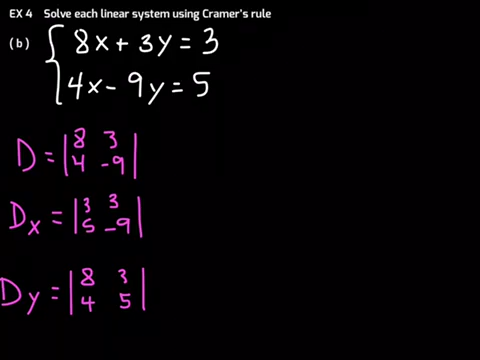 EX 4 Solve each linear system using Cramer's rule
(b) { 8x + 3y = 3
4x - 9y = 5
D = | 8 3 |
| 4 -9 |
Dx = | 3 3 |
| 5 -9 |
Dy = | 8 3 |
| 4 5 |